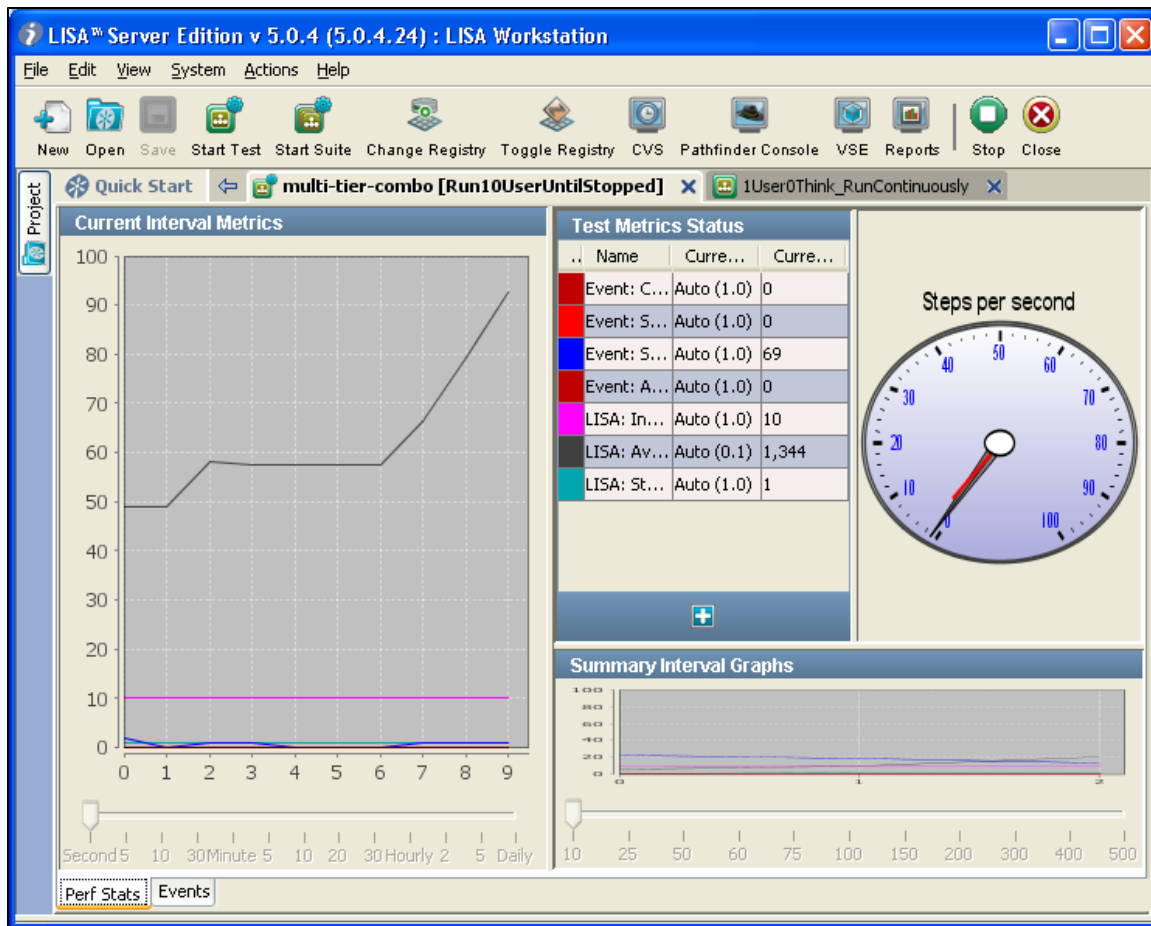 LISA™ Server Edition v 5.0.4 (5.0.4.24) : LISA Workstation
File Edit View System Actions Help
New Open Save Start Test Start Suite Change Registry Toggle Registry CVS Pathfinder Console VSE Reports Stop Close
Project
Quick Start multi-tier-combo [Run10UserUntilStopped] 1User0Think_RunContinuously
Current Interval Metrics
100
90
80
70
60
50
40
30
20
10
0
0 1 2 3 4 5 6 7 8 9
Second 5 10 30 Minute 5 10 20 30 Hourly 2 5 Daily
Test Metrics Status
.. Name Curre... Curre...
Event: C... Auto (1.0) 0
Event: S... Auto (1.0) 0
Event: S... Auto (1.0) 69
Event: A... Auto (1.0) 0
LISA: In... Auto (1.0) 10
LISA: Av... Auto (0.1) 1,344
LISA: St... Auto (1.0) 1
Steps per second
0 10 20 30 40 50 60 70 80 90 100
Summary Interval Graphs
100
80
60
40
20
0
0 1 2
10 25 50 60 75 100 150 200 300 400 500
Perf Stats Events